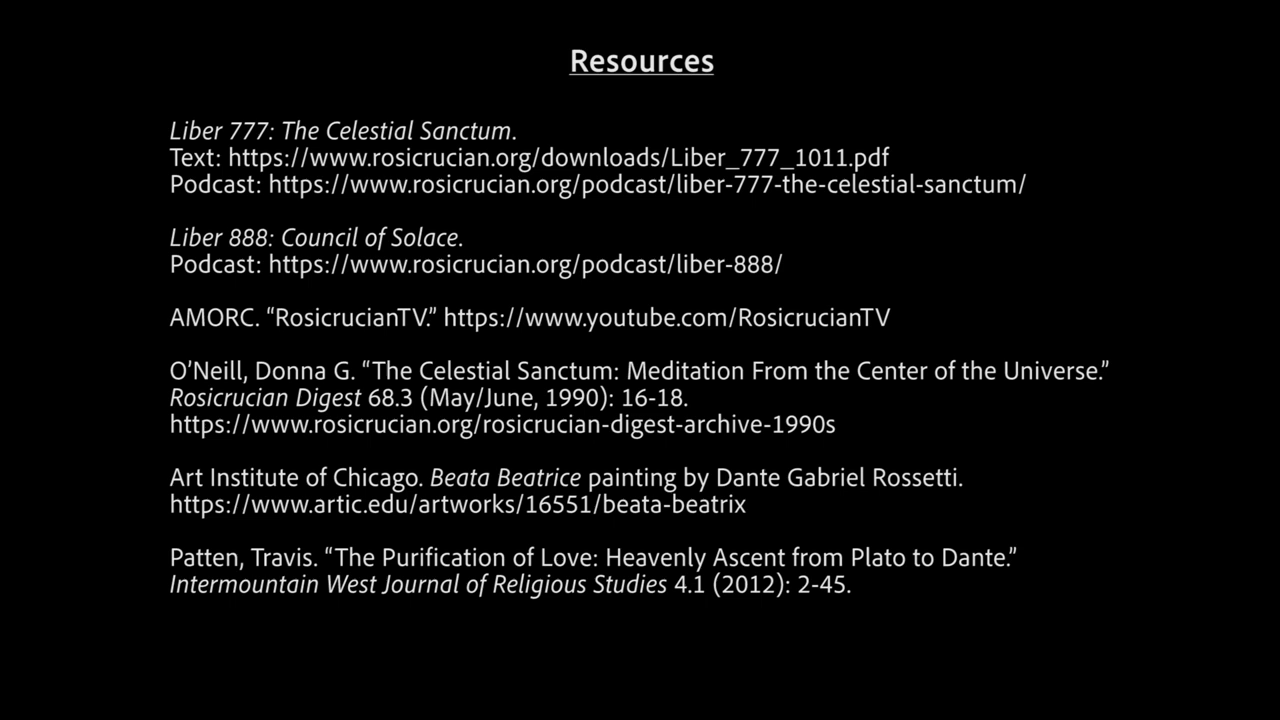 Resources
Liber 777: The Celestial Sanctum.
Text: https://www.rosicrucian.org/downloads/Liber_777_1011.pdf
Podcast: https://www.rosicrucian.org/podcast/liber-777-the-celestial-sanctum/
Liber 888: Council of Solace.
Podcast: https://www.rosicrucian.org/podcast/liber-888/
AMORC. “RosicrucianTV.” https://www.youtube.com/RosicrucianTV
O’Neill, Donna G. “The Celestial Sanctum: Meditation From the Center of the Universe.”
Rosicrucian Digest 68.3 (May/June, 1990): 16-18.
https://www.rosicrucian.org/rosicrucian-digest-archive-1990s
Art Institute of Chicago. Beata Beatrice painting by Dante Gabriel Rossetti.
https://www.artic.edu/artworks/16551/beata-beatrix
Patten, Travis. “The Purification of Love: Heavenly Ascent from Plato to Dante.”
Intermountain West Journal of Religious Studies 4.1 (2012): 2-45.